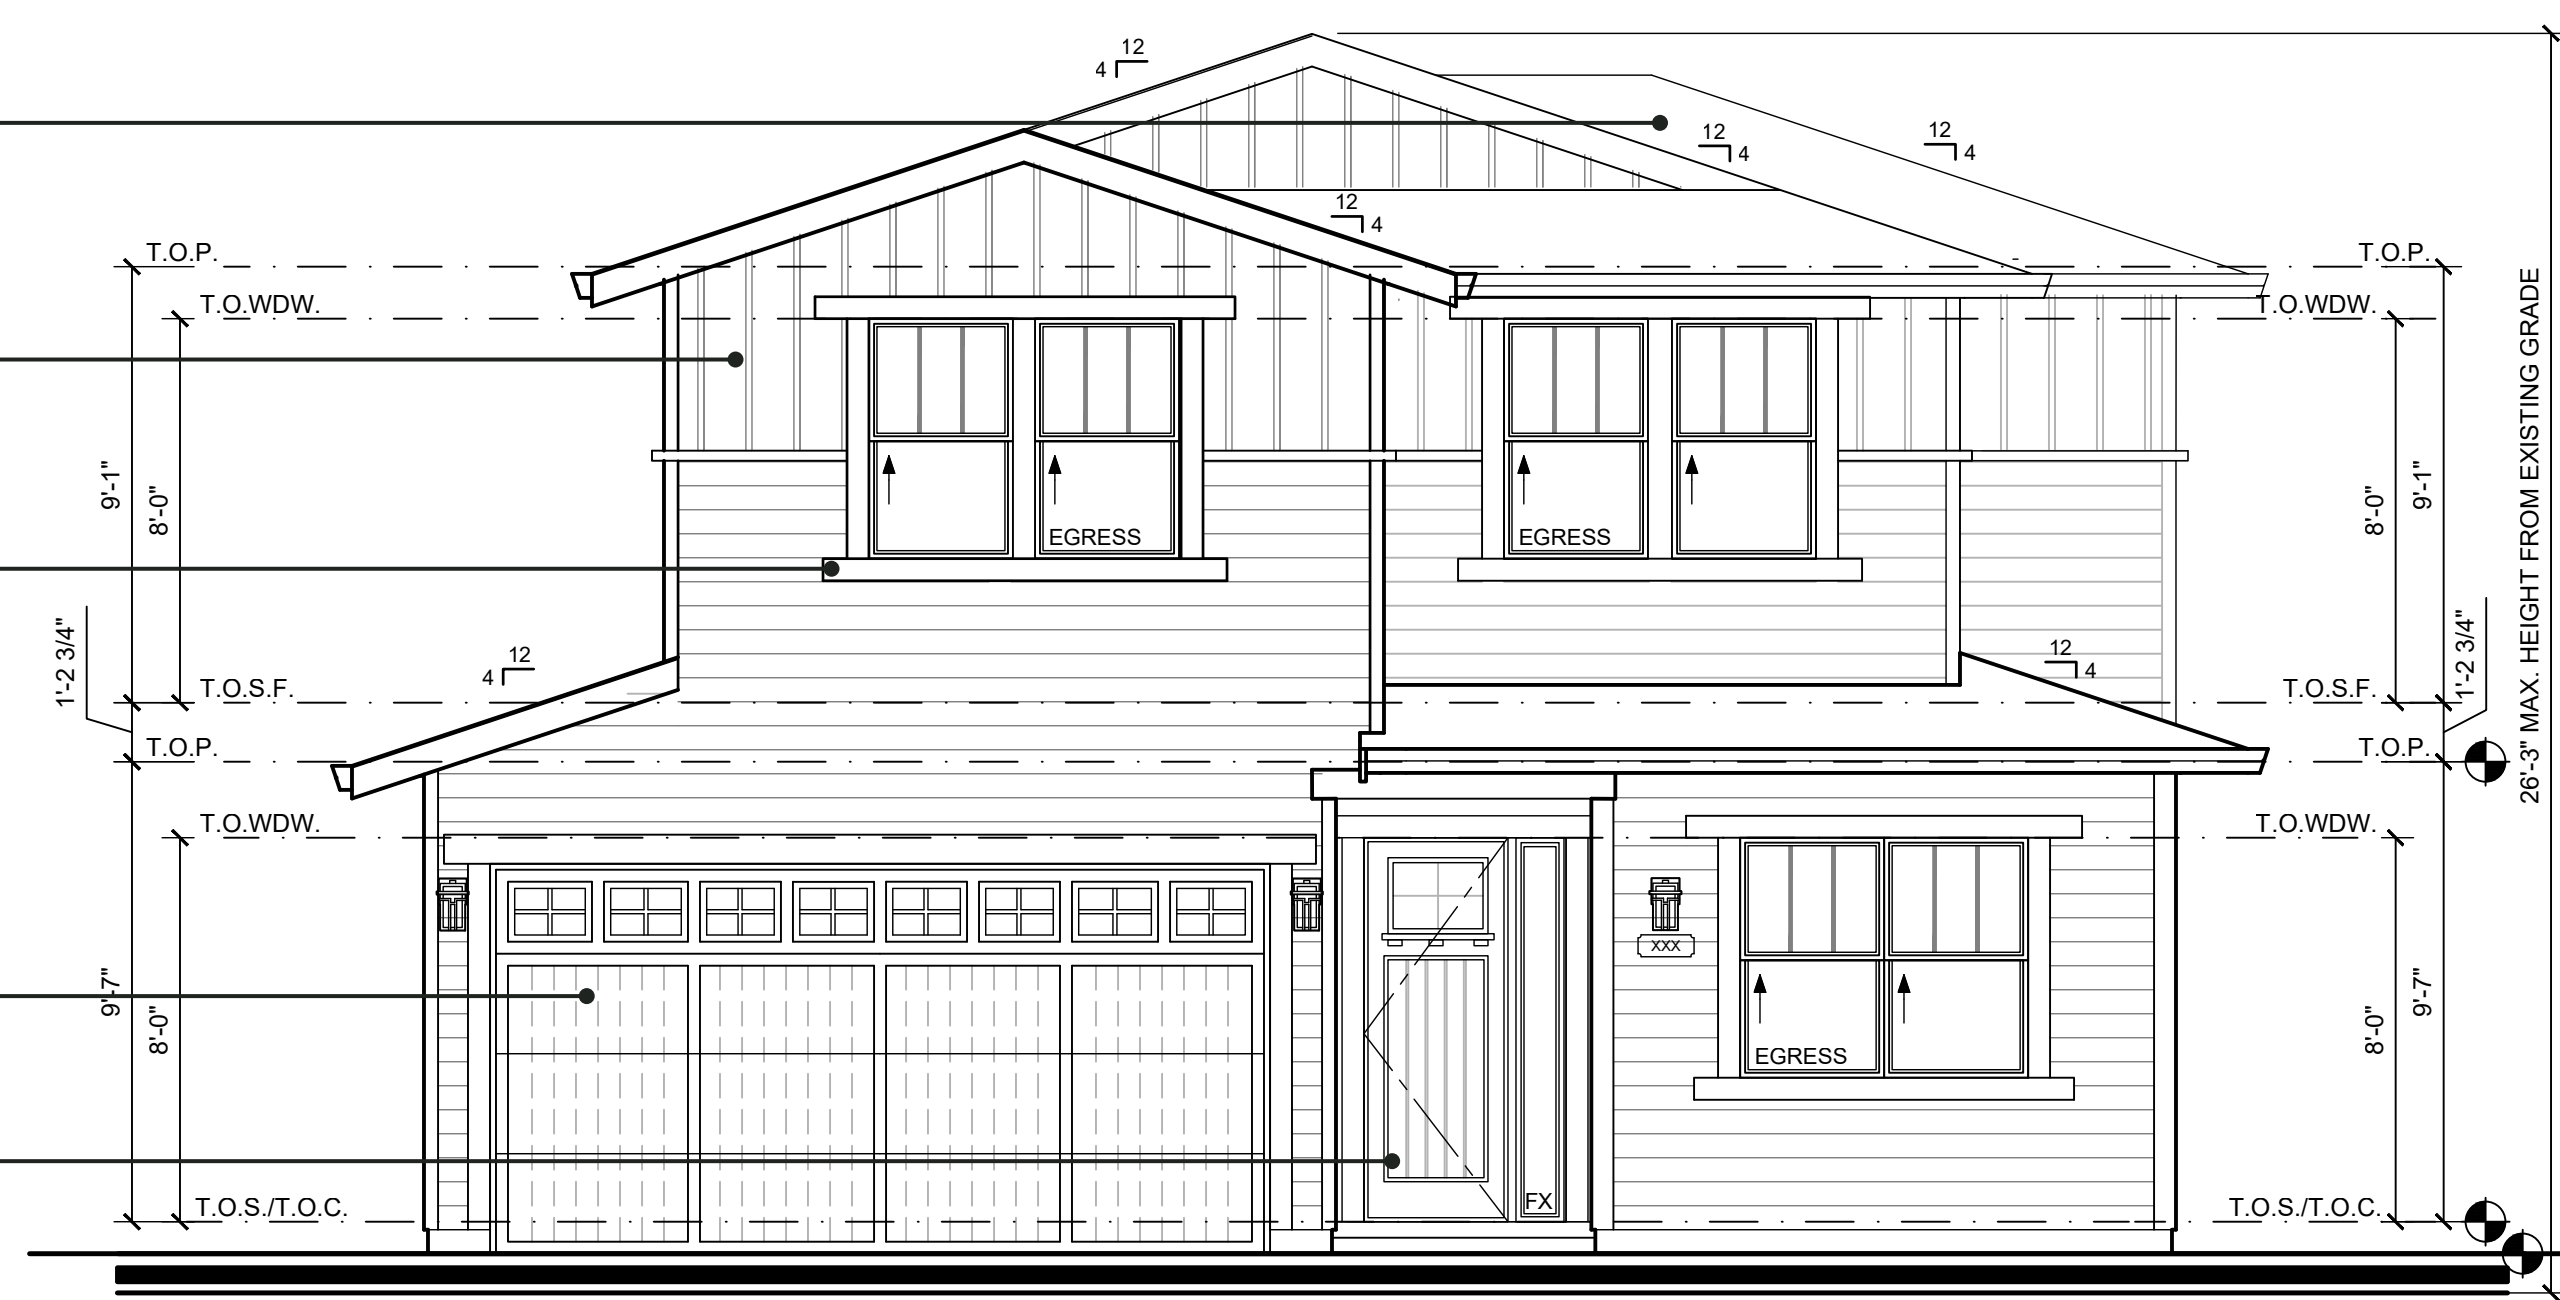 12
4
12
4
12
4
12
4
T.O.P.
T.O.P.
T.O.WDW.
T.O.WDW.
26'-3" MAX. HEIGHT FROM EXISTING GRADE
9'-1"
8'-0"
8'-0"
9'-1"
EGRESS
EGRESS
1'-2 3/4"
1'-2 3/4"
12
4
12
4
T.O.S.F.
T.O.S.F.
T.O.P.
T.O.P.
T.O.WDW.
T.O.WDW.
XXX
9'-7"
8'-0"
8'-0"
9'-7"
EGRESS
FX
T.O.S./T.O.C.
T.O.S./T.O.C.